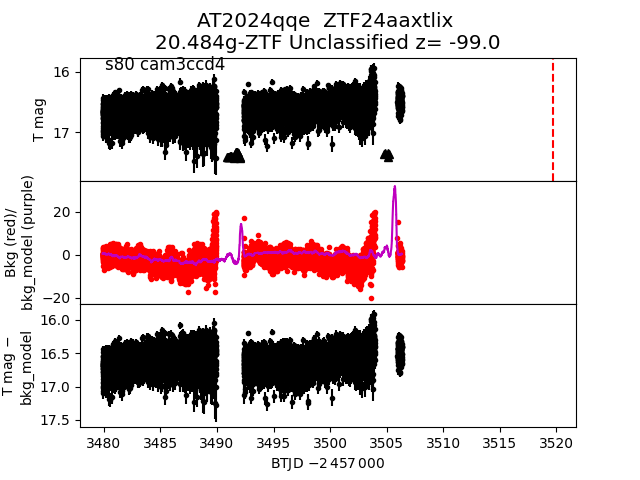 AT2024qqe  ZTF24aaxtlix
20.484g-ZTF Unclassified z= -99.0
s80 cam3ccd4
16
17
T mag
20
0
−20
Bkg (red)/
bkg_model (purple)
16.0
16.5
17.0
17.5
T mag −
bkg_model
3480 3485 3490 3495 3500 3505 3510 3515 3520
BTJD −2 457 000